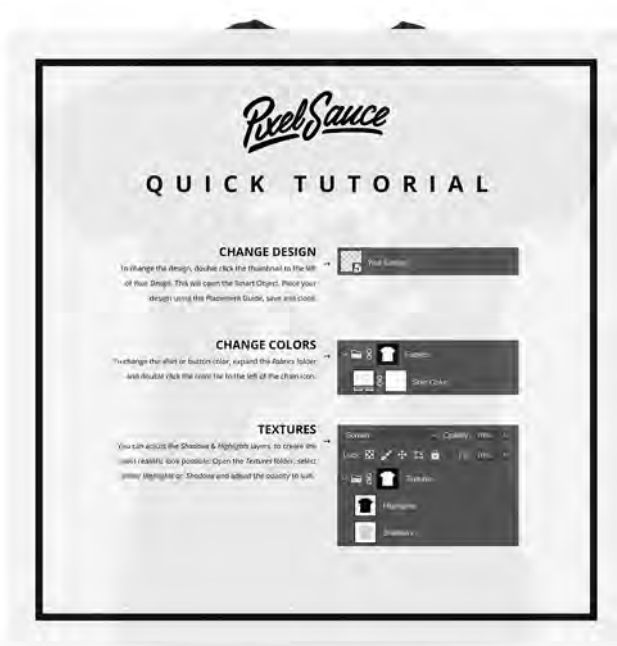 Pixel Sauce
QUICK TUTORIAL
CHANGE DESIGN
To change the design, double click the thumbnail to the left
of Your Design. This will open the Smart Object. Place your
design using the Placement Guide, save and close.
Your Design
CHANGE COLORS
To change the shirt or button color, expand the Fabrics folder
and double click the color tile to the left of the chain icon.
Fabrics
Shirt Color
TEXTURES
You can adjust the Shadows & Highlights layers, to create the
most realistic look possible. Open the Textures folder, select
either Highlights or Shadows and adjust the opacity to suit.
Screen
Opacity:
Lock:
Textures
Highlights
Shadows